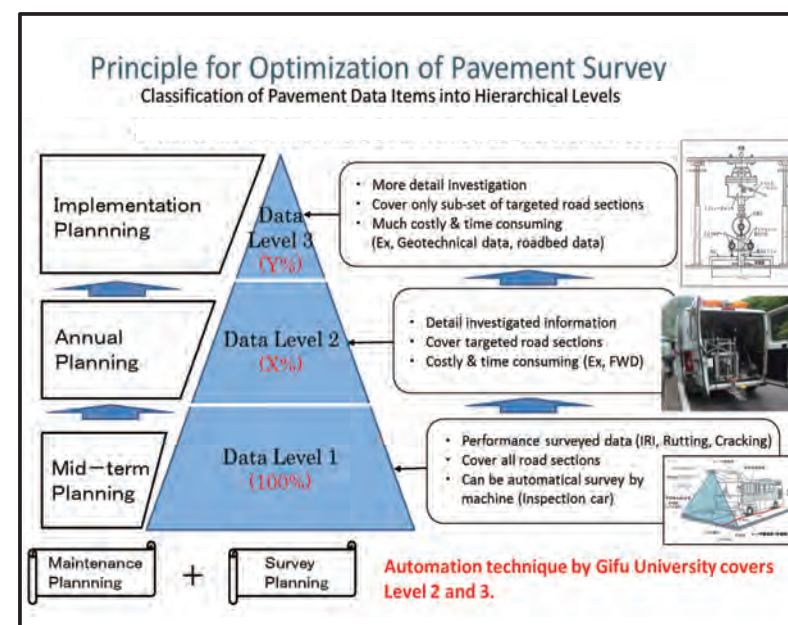 Principle for Optimization of Pavement Survey
Classification of Pavement Data Items into Hierarchical Levels
Implementation
Plannning
Data
Level 3
(Y%)
• More detail investigation
• Cover only sub-set of targeted road sections
• Much costly & time consuming
(Ex, Geotechnical data, roadbed data)
Annual
Planning
Data Level 2
(X%)
• Detail investigated information
• Cover targeted road sections
• Costly & time consuming (Ex, FWD)
Mid-term
Planning
Data Level 1
(100%)
• Performance surveyed data (IRI, Rutting, Cracking)
• Cover all road sections
• Can be automatical survey by
machine (Inspection car)
Maintenance
Plannning
+
Survey
Planning
Automation technique by Gifu University covers
Level 2 and 3.